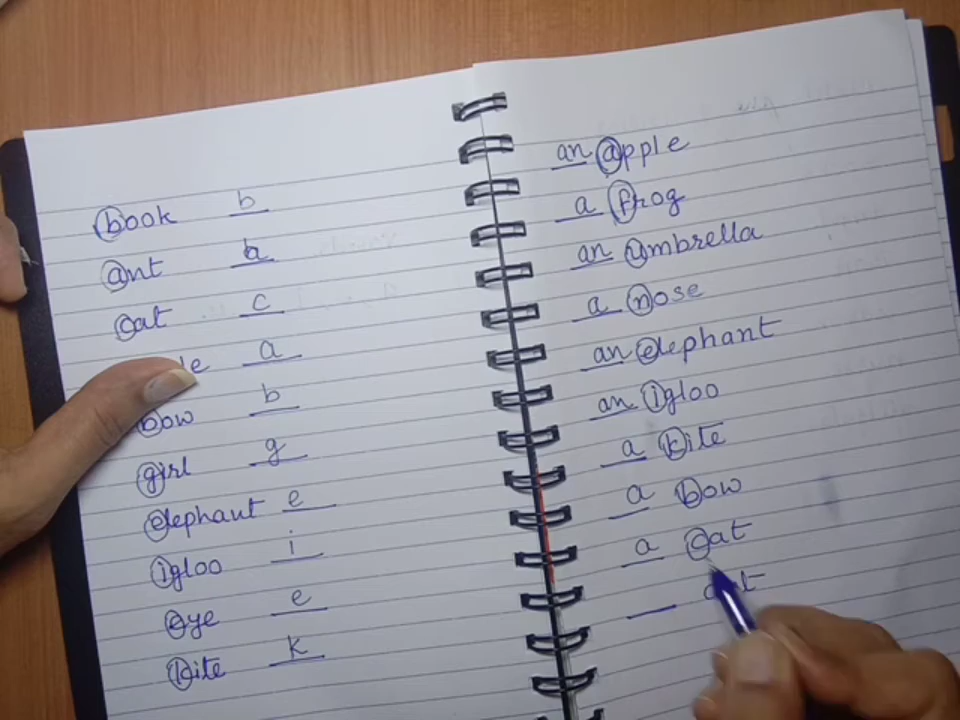 book b
ant a
cat c
a
bow b
girl g
elephant e
igloo i
eye e
kite k
an apple
a frog
an umbrella
a nose
an elephant
an igloo
a kite
a bow
a cat